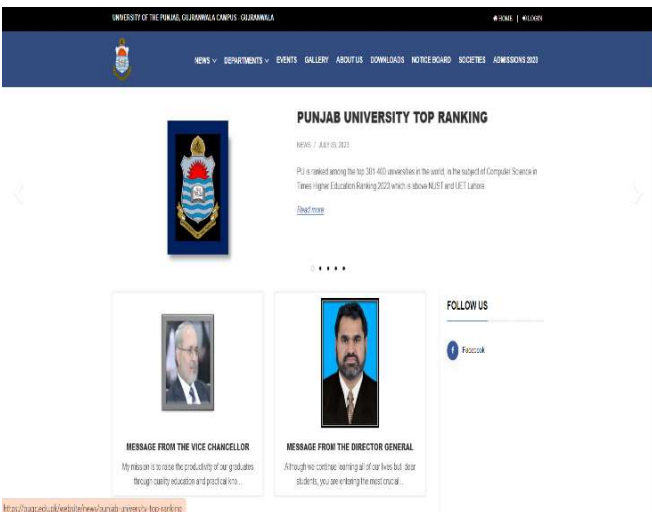 UNIVERSITY OF THE PUNJAB, GUJRANWALA CAMPUS - GUJRANWALA
HOME | LOGIN
NEWS DEPARTMENTS EVENTS GALLERY ABOUT US DOWNLOADS NOTICE BOARD SOCIETIES ADMISSIONS 2023
PUNJAB UNIVERSITY TOP RANKING
NEWS / JULY 2023
PU is ranked among the top 301-400 universities in the world, in the subject of Computer Science in
Times Higher Education Ranking 2023 which is above NUST and UET Lahore.
Read more
FOLLOW US
Facebook
MESSAGE FROM THE VICE CHANCELLOR
My mission is to raise the productivity of our graduates
through quality education and practical kno...
MESSAGE FROM THE DIRECTOR GENERAL
Although we continue learning all of our lives but dear
students, you are entering the most crucial...
https://pugc.edu.pk/website/news/punjab-university-top-ranking